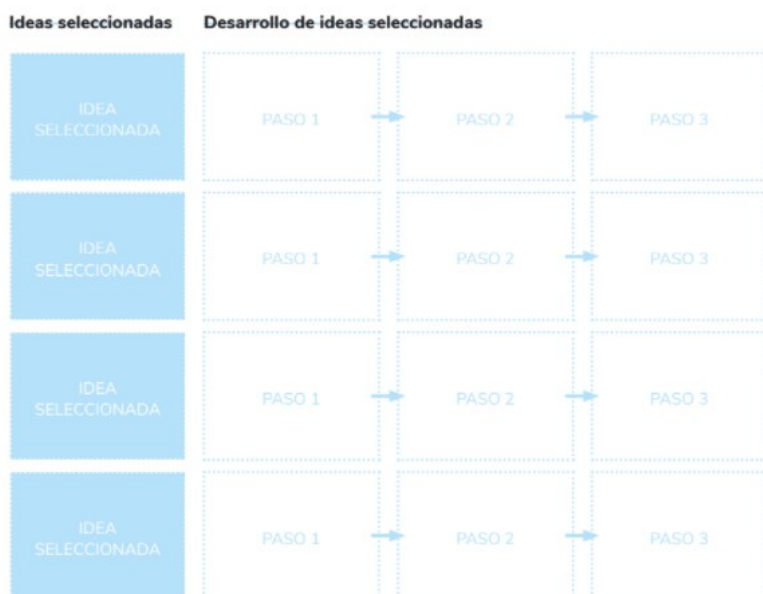 Ideas seleccionadas
Desarrollo de ideas seleccionadas
IDEA
SELECCIONADA
PASO 1
PASO 2
PASO 3
IDEA
SELECCIONADA
PASO 1
PASO 2
PASO 3
IDEA
SELECCIONADA
PASO 1
PASO 2
PASO 3
IDEA
SELECCIONADA
PASO 1
PASO 2
PASO 3